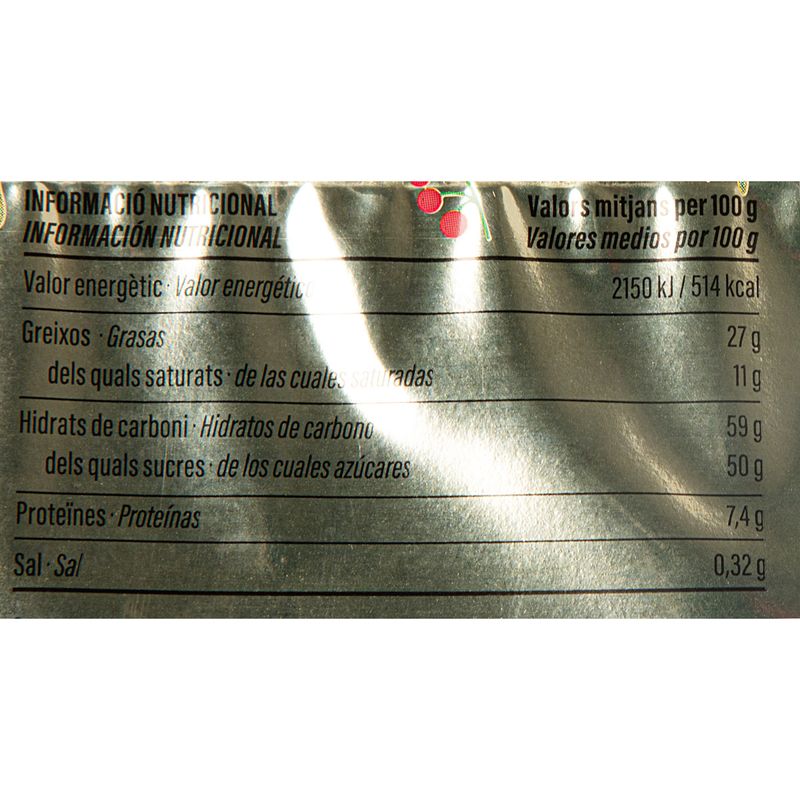 INFORMACIÓ NUTRICIONAL Valors mitjans per 100 g
INFORMACIÓN NUTRICIONAL Valores medios por 100 g
Valor energètic · Valor energético 2150 kJ / 514 kcal
Greixos · Grasas 27 g
dels quals saturats · de las cuales saturadas 11 g
Hidrats de carboni · Hidratos de carbono 59 g
dels quals sucres · de los cuales azúcares 50 g
Proteïnes · Proteínas 7,4 g
Sal · Sal 0,32 g